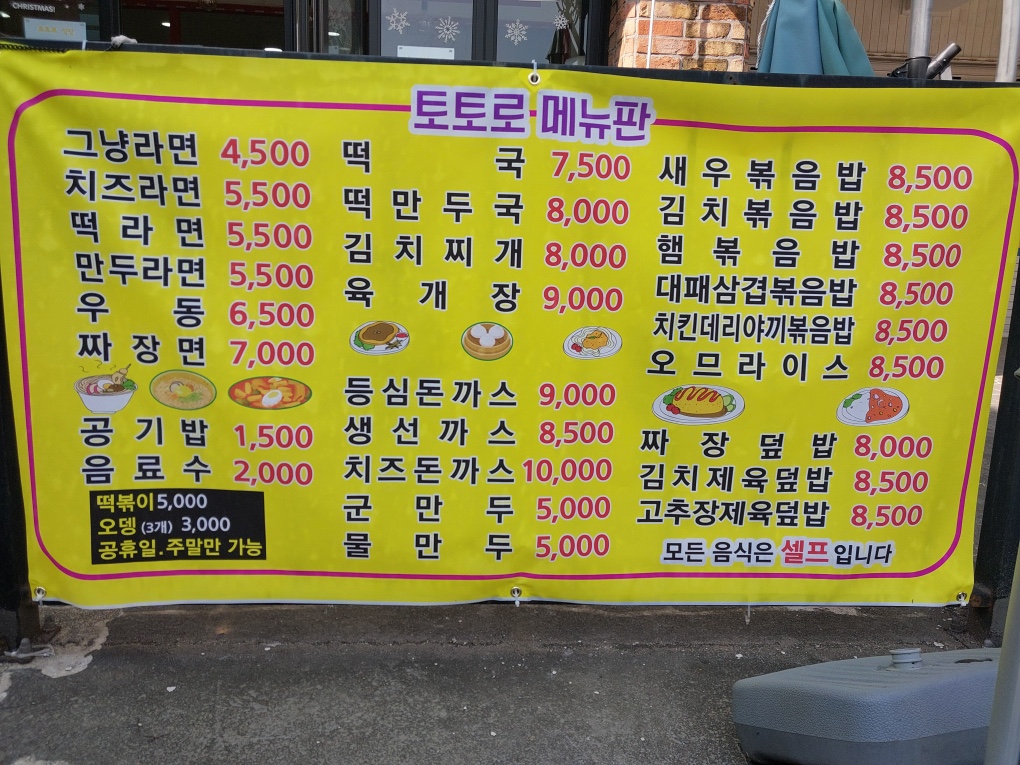 CHRISTMAS!
토토로 메뉴판
그냥라면 4,500
치즈라면 5,500
떡라면 5,500
만두라면 5,500
우동 6,500
짜장면 7,000
공기밥 1,500
음료수 2,000
떡볶이 5,000
오뎅 (3개) 3,000
공휴일.주말만 가능
떡국 7,500
떡만두국 8,000
김치찌개 8,000
육개장 9,000
등심돈까스 9,000
생선까스 8,500
치즈돈까스 10,000
군만두 5,000
물만두 5,000
새우볶음밥 8,500
김치볶음밥 8,500
햄볶음밥 8,500
대패삼겹볶음밥 8,500
치킨데리야끼볶음밥 8,500
오므라이스 8,500
짜장덮밥 8,000
김치제육덮밥 8,500
고추장제육덮밥 8,500
모든 음식은 셀프입니다